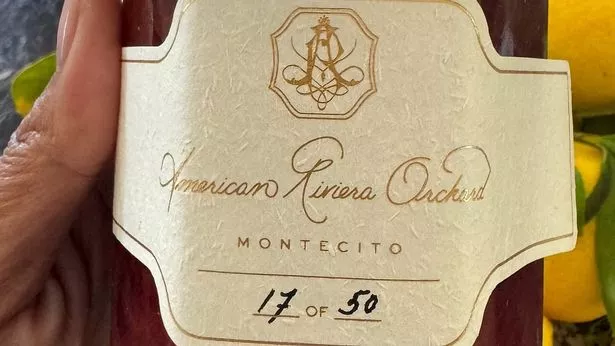 American Riviera Orchard
MONTECITO
17 OF 50